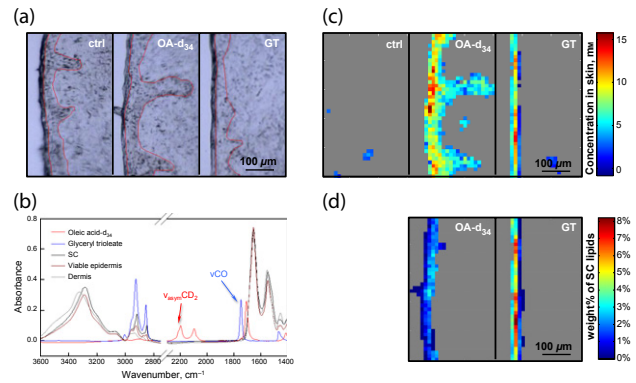 (a)
ctrl
OA-d34
GT
100 µm
(b)
0.8
0.6
0.4
0.2
0.0
Absorbance
Oleic acid-d34
Glyceryl trioleate
SC
Viable epidermis
Dermis
νasymCD2
νCO
3600 3200 2800 2200 2000 1800 1600 1400
Wavenumber, cm−1
(c)
ctrl
OA-d34
GT
100 µm
15
10
5
0
Concentration in skin, mM
(d)
OA-d34
GT
100 µm
8%
7%
6%
5%
4%
3%
2%
1%
0%
weight% of SC lipids